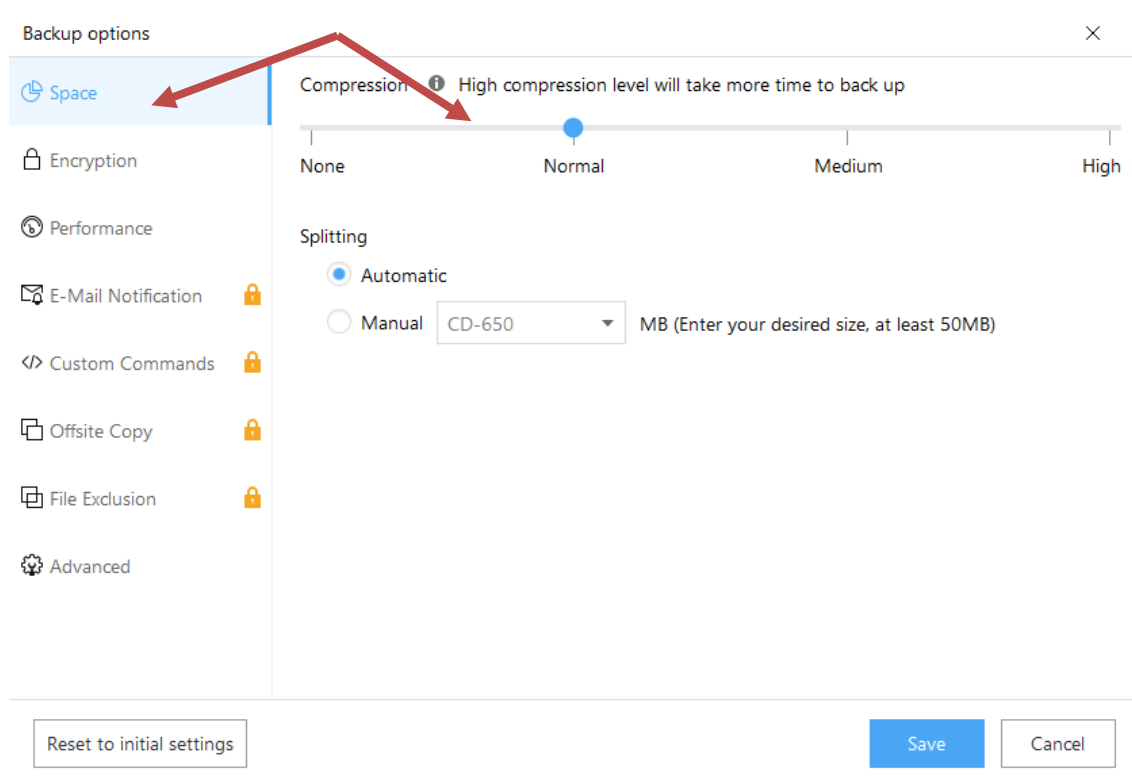 Backup options
Space
Encryption
Performance
E-Mail Notification
Custom Commands
Offsite Copy
File Exclusion
Advanced
Compression High compression level will take more time to back up
None Normal Medium High
Splitting
Automatic
Manual CD-650 MB (Enter your desired size, at least 50MB)
Reset to initial settings Save Cancel